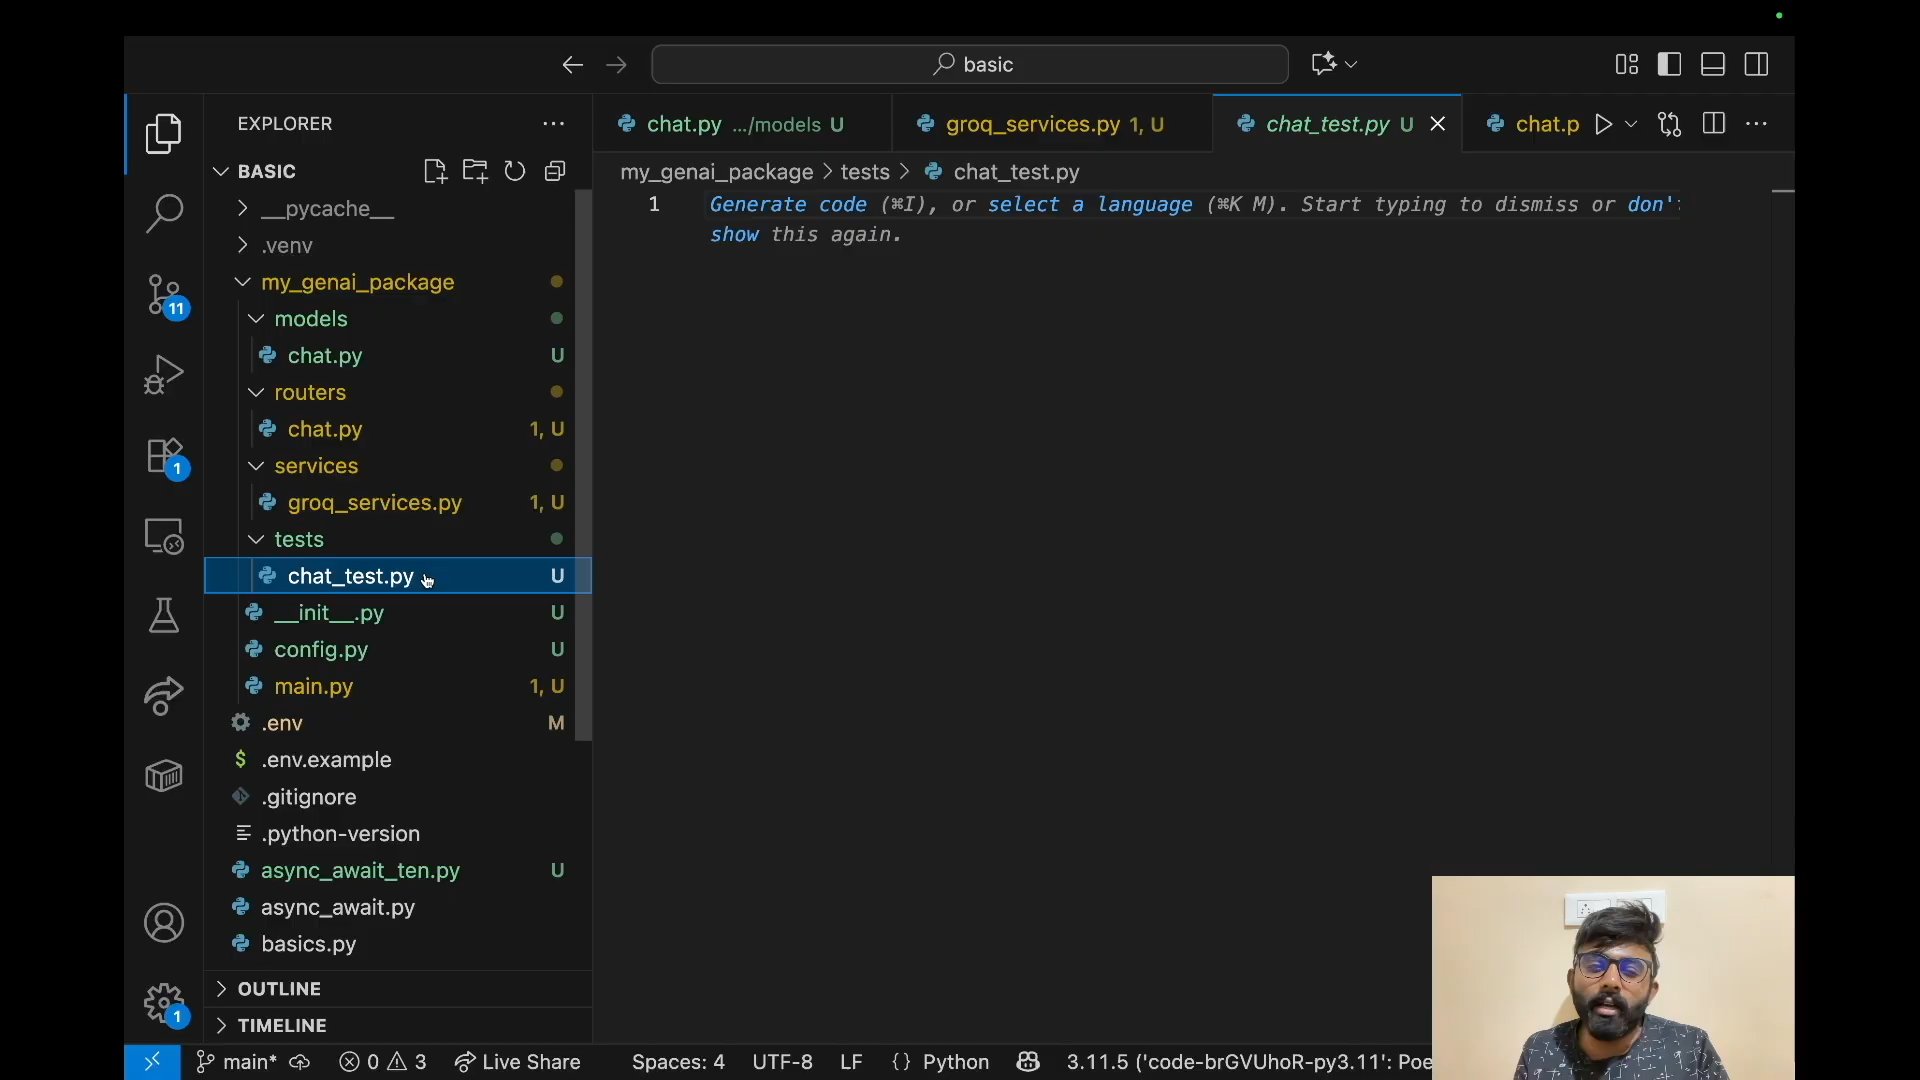 basic
EXPLORER
BASIC
__pycache__
.venv
my_genai_package
models
chat.py U
routers
chat.py 1, U
services
groq_services.py 1, U
tests
chat_test.py U
__init__.py U
config.py U
main.py 1, U
.env M
.env.example
.gitignore
.python-version
async_await_ten.py U
async_await.py
basics.py
OUTLINE
TIMELINE
11
1
1
chat.py .../models U
groq_services.py 1, U
chat_test.py U
chat.p
my_genai_package > tests > chat_test.py
1 Generate code (⌘I), or select a language (⌘K M). Start typing to dismiss or don't
show this again.
main* 0 3 Live Share Spaces: 4 UTF-8 LF {} Python 3.11.5 ('code-brGVUhoR-py3.11': Poe